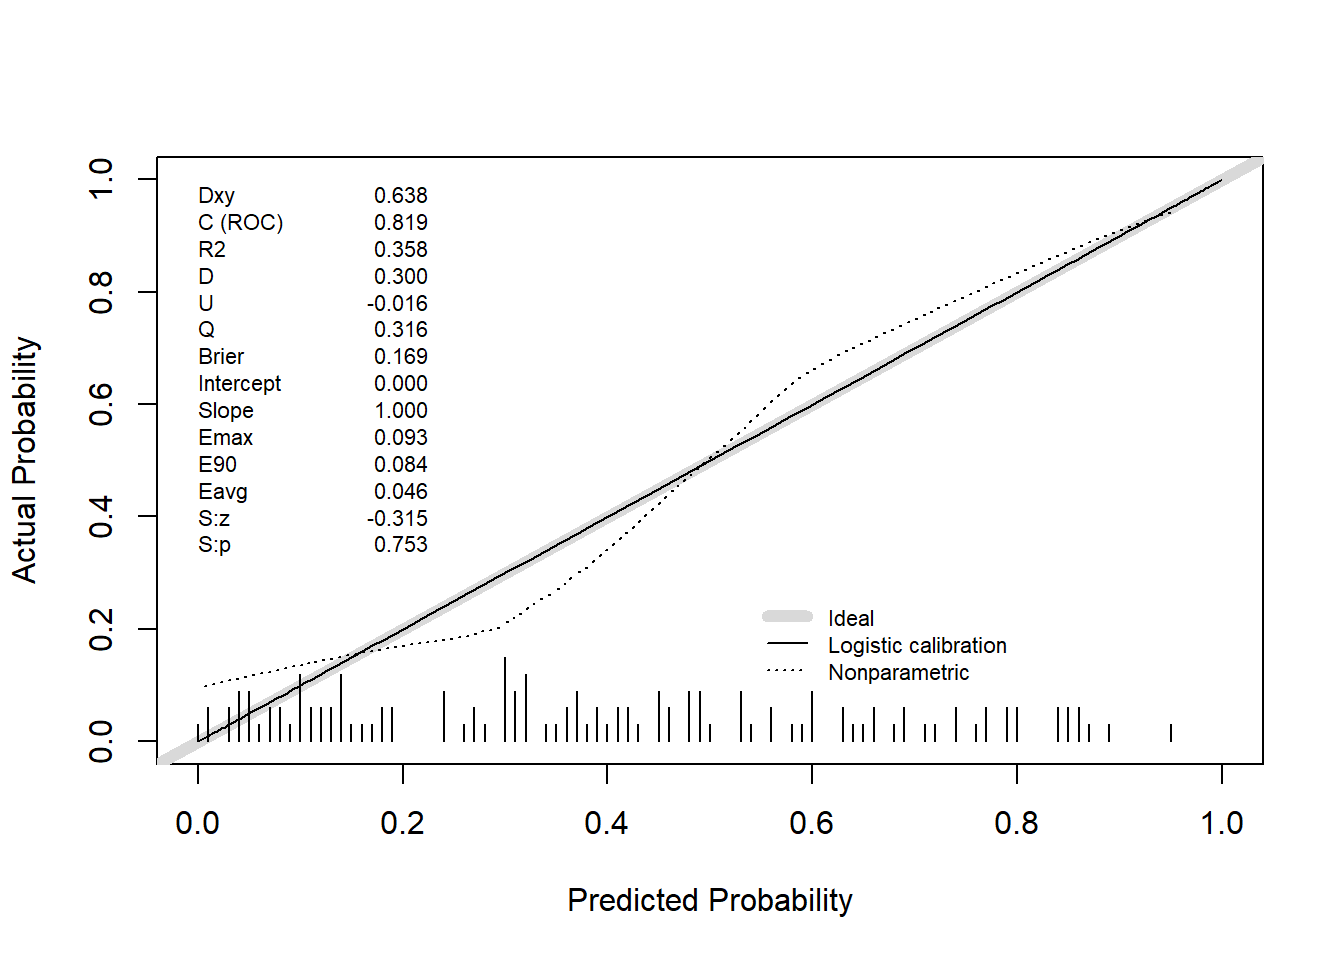 Dxy 0.638
C (ROC) 0.819
R2 0.358
D 0.300
U -0.016
Q 0.316
Brier 0.169
Intercept 0.000
Slope 1.000
Emax 0.093
E90 0.084
Eavg 0.046
S:z -0.315
S:p 0.753
Ideal
Logistic calibration
Nonparametric
Actual Probability
1.0
0.8
0.6
0.4
0.2
0.0
0.0 0.2 0.4 0.6 0.8 1.0
Predicted Probability